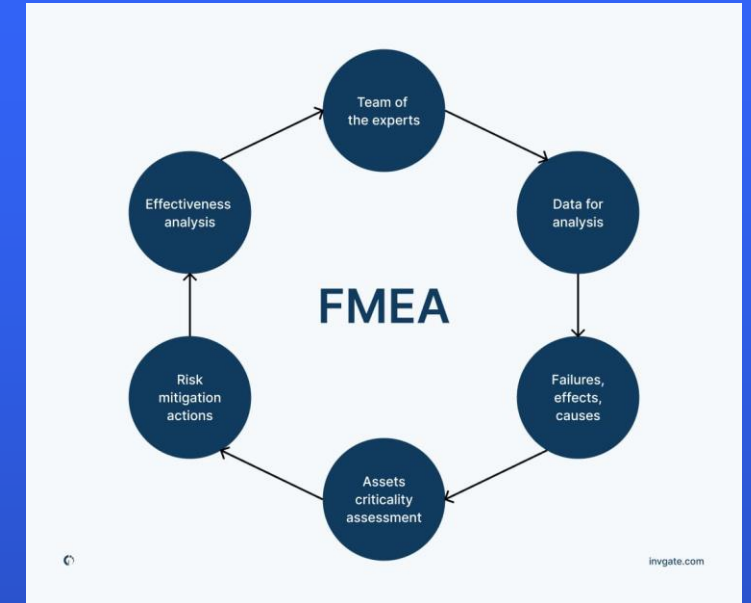 Team of
the experts
Data for
analysis
Failures,
effects,
causes
Assets
criticality
assessment
Risk
mitigation
actions
Effectiveness
analysis
FMEA
invgate.com